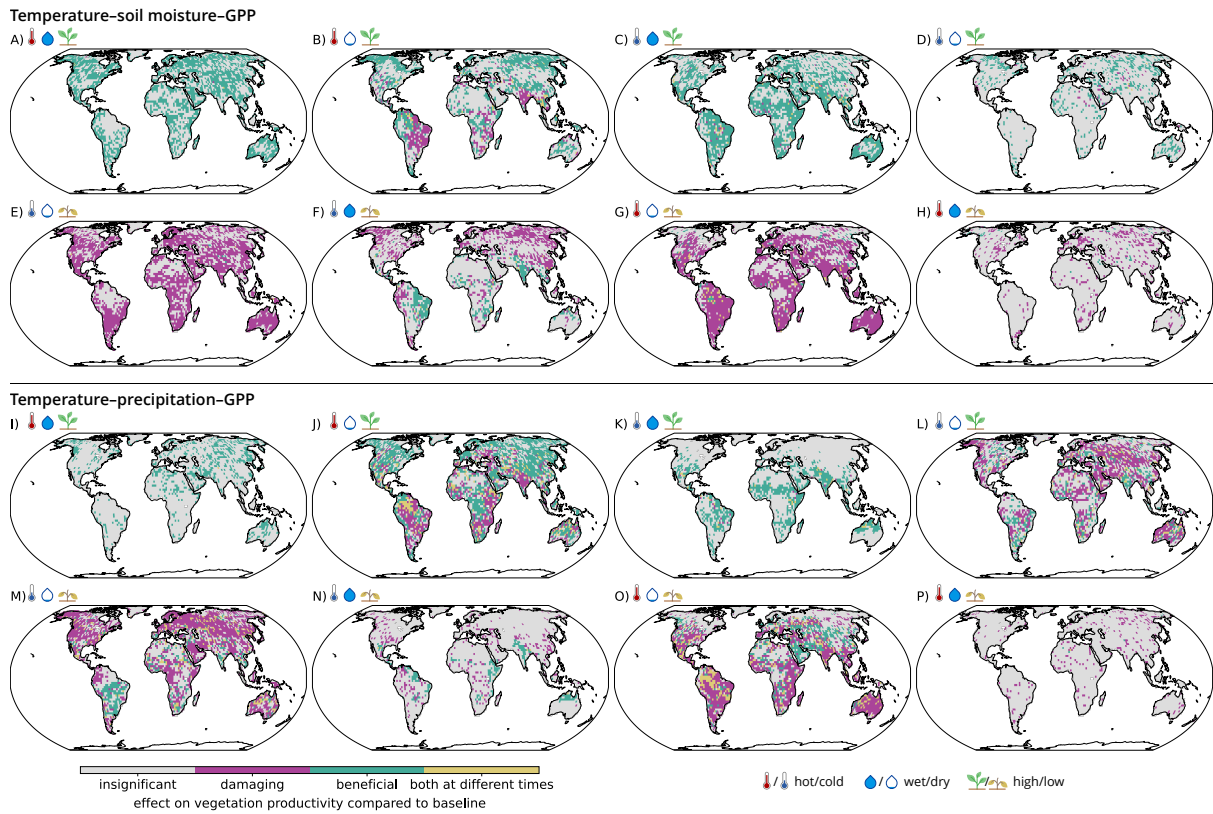 Temperature–soil moisture–GPP
A) B) C) D)
E) F) G) H)
Temperature–precipitation–GPP
I) J) K) L)
M) N) O) P)
insignificant damaging beneficial both at different times
effect on vegetation productivity compared to baseline
/ hot/cold / wet/dry / high/low